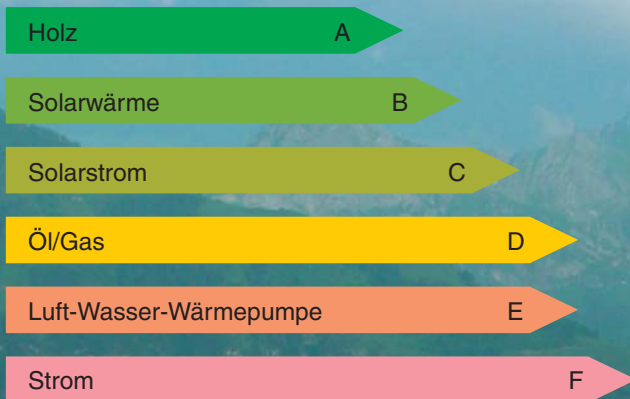 Holz A
Solarwärme B
Solarstrom C
Öl/Gas D
Luft-Wasser-Wärmepumpe E
Strom F